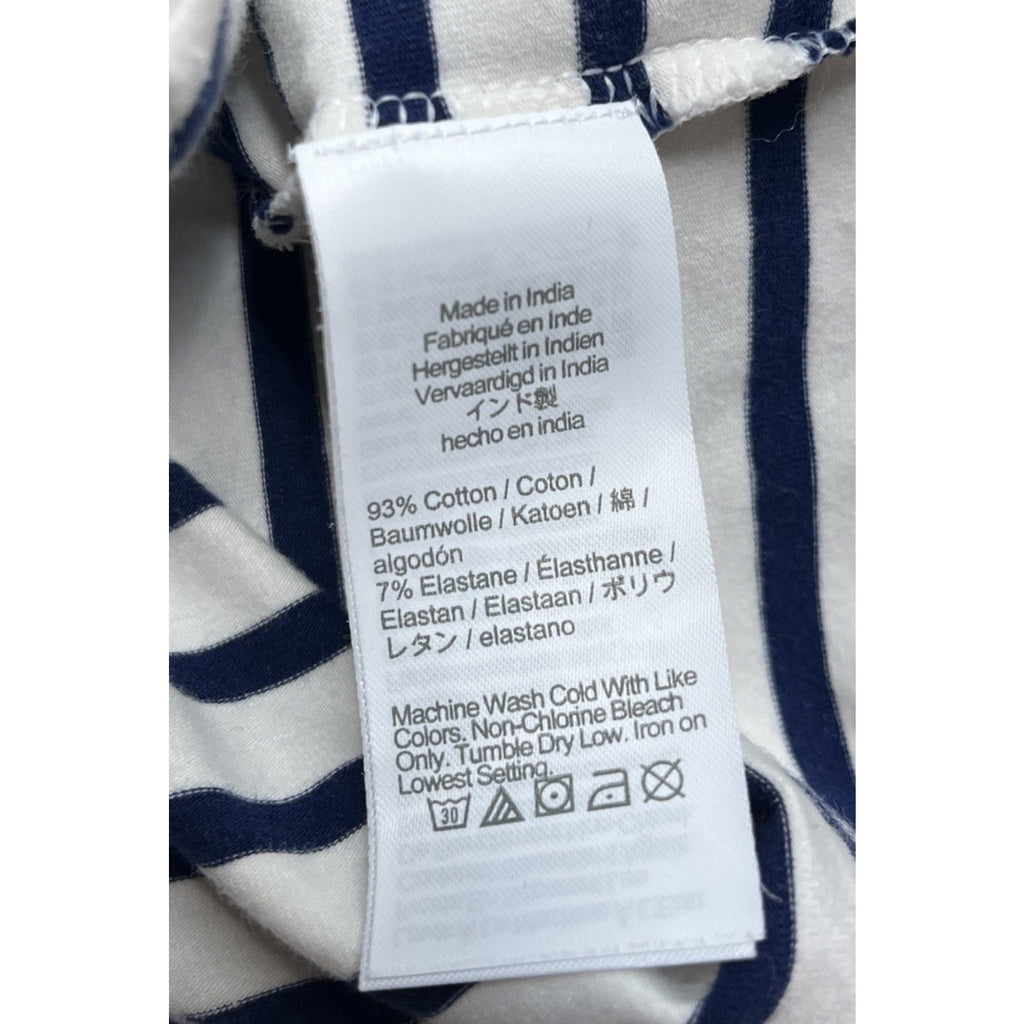 Made in India
Fabriqué en Inde
Hergestellt in Indien
Vervaardigd in India
インド製
hecho en india
93% Cotton / Coton /
Baumwolle / Katoen / 綿 /
algodón
7% Elastane / Élasthanne /
Elastan / Elastaan / ポリウ
レタン / elastano
Machine Wash Cold With Like
Colors. Non-Chlorine Bleach
Only. Tumble Dry Low. Iron on
Lowest Setting.
30